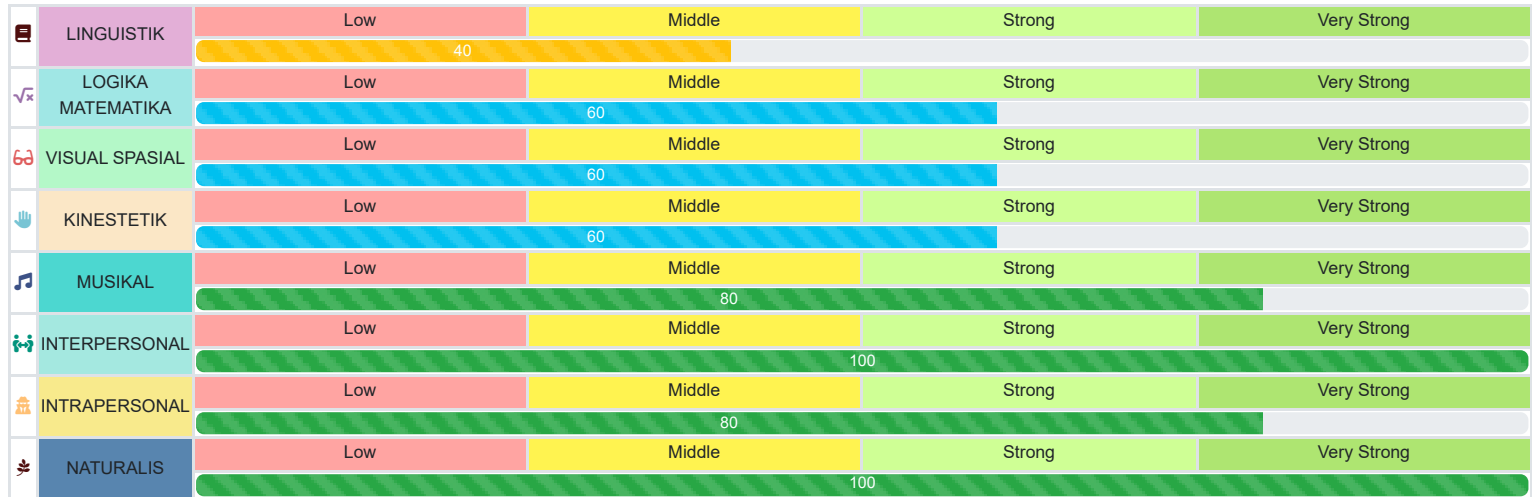 Low Middle Strong Very Strong
LINGUISTIK
40
Low Middle Strong Very Strong
LOGIKA
MATEMATIKA
60
Low Middle Strong Very Strong
VISUAL SPASIAL
60
Low Middle Strong Very Strong
KINESTETIK
60
Low Middle Strong Very Strong
MUSIKAL
80
Low Middle Strong Very Strong
INTERPERSONAL
100
Low Middle Strong Very Strong
INTRAPERSONAL
80
Low Middle Strong Very Strong
NATURALIS
100